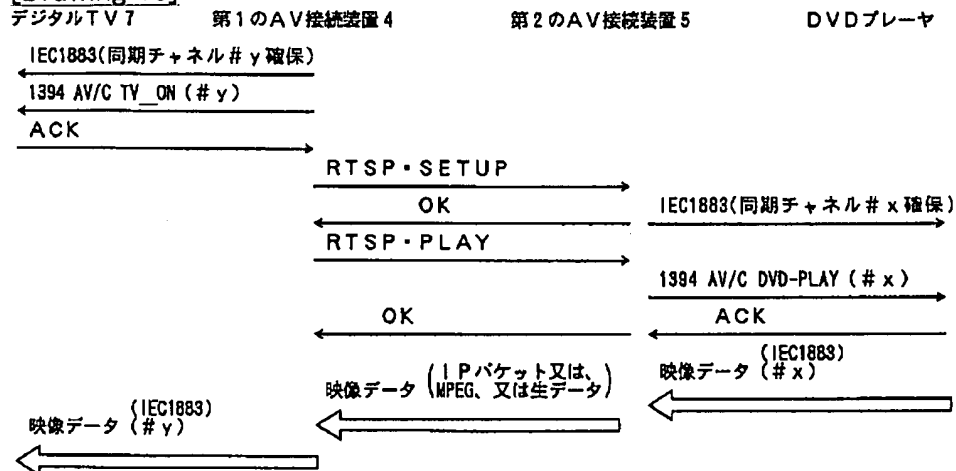 デジタルTV7 第1のAV接続装置4 第2のAV接続装置5 DVDプレーヤ
IEC1883(同期チャネル#y確保)
1394 AV/C TV_ON (#y)
ACK
RTSP・SETUP
OK IEC1883(同期チャネル#x確保)
RTSP・PLAY
1394 AV/C DVD-PLAY (#x)
OK ACK
映像データ (IEC1883) (#x)
映像データ (IPパケット又は、MPEG、又は生データ)
映像データ (IEC1883) (#y)